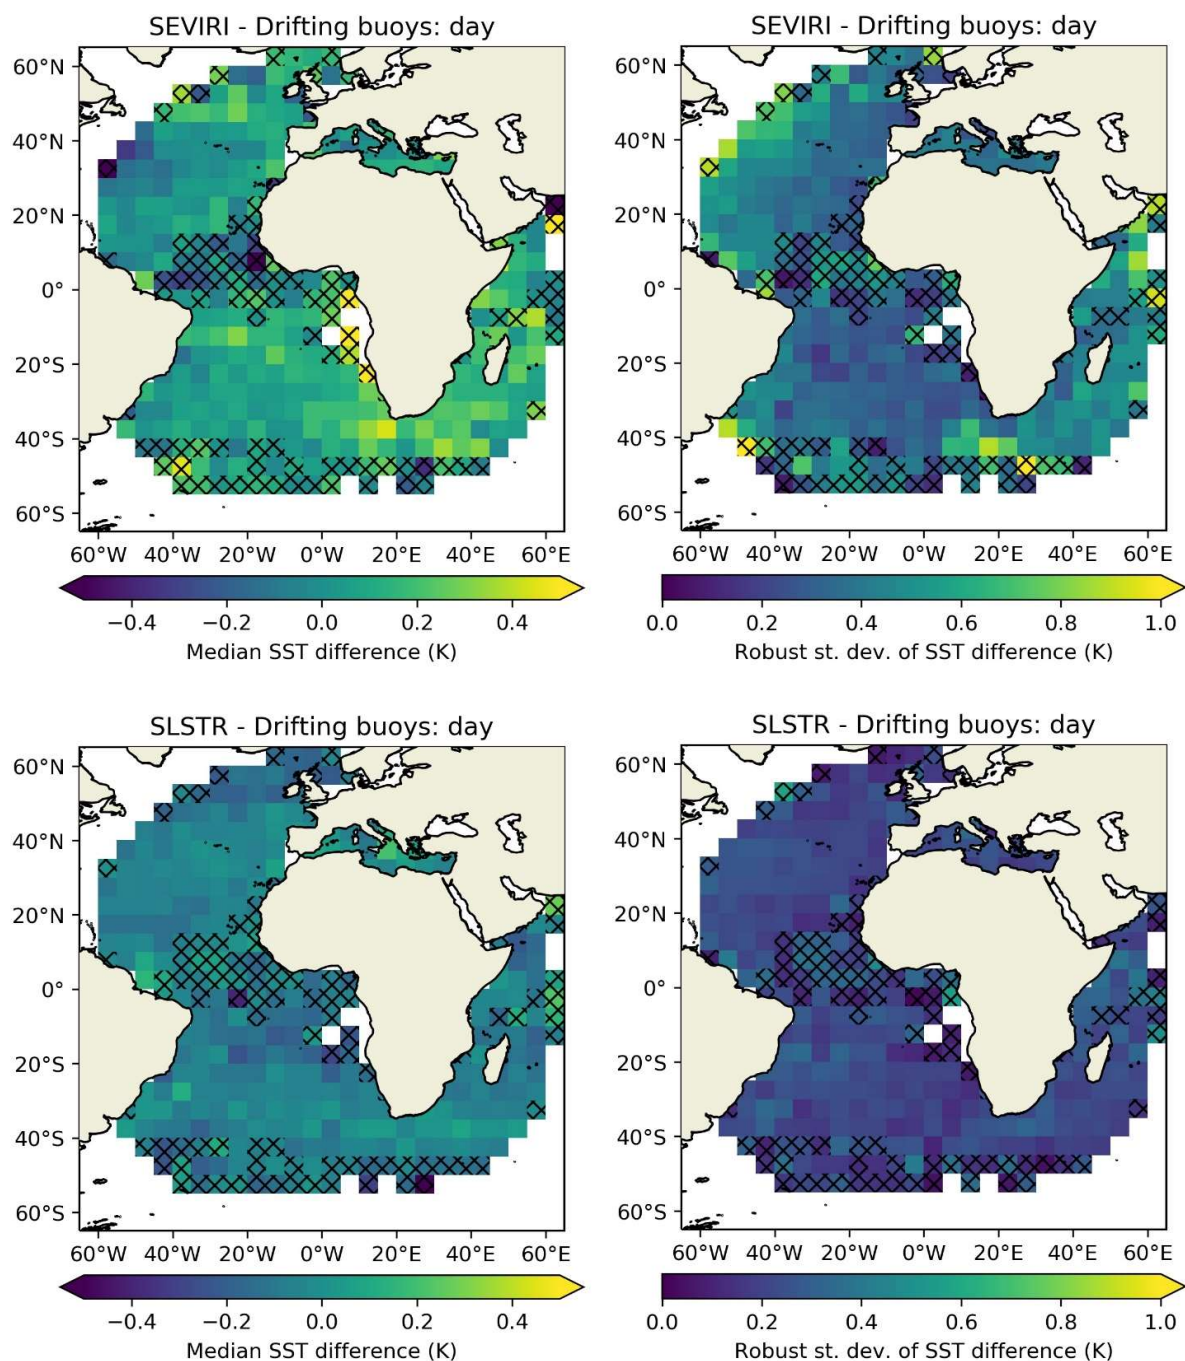 SEVIRI - Drifting buoys: day
60°N
40°N
20°N
0°
20°S
40°S
60°S
60°W 40°W 20°W 0°W 20°E 40°E 60°E
−0.4 −0.2 0.0 0.2 0.4
Median SST difference (K)
SEVIRI - Drifting buoys: day
60°N
40°N
20°N
0°
20°S
40°S
60°S
60°W 40°W 20°W 0°W 20°E 40°E 60°E
0.0 0.2 0.4 0.6 0.8 1.0
Robust st. dev. of SST difference (K)
SLSTR - Drifting buoys: day
60°N
40°N
20°N
0°
20°S
40°S
60°S
60°W 40°W 20°W 0°W 20°E 40°E 60°E
−0.4 −0.2 0.0 0.2 0.4
Median SST difference (K)
SLSTR - Drifting buoys: day
60°N
40°N
20°N
0°
20°S
40°S
60°S
60°W 40°W 20°W 0°W 20°E 40°E 60°E
0.0 0.2 0.4 0.6 0.8 1.0
Robust st. dev. of SST difference (K)